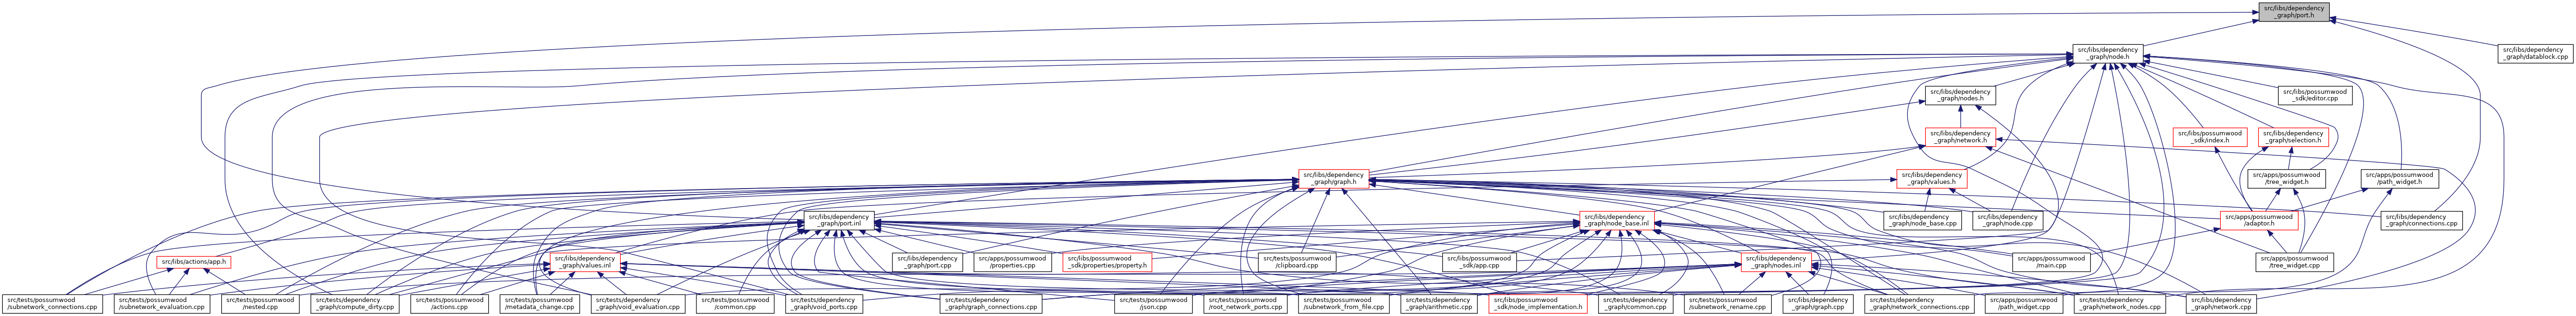 src/libs/dependency
_graph/port.h
src/libs/dependency
_graph/node.h
src/libs/dependency
_graph/datablock.cpp
src/libs/dependency
_graph/nodes.h
src/libs/possumwood
_sdk/editor.cpp
src/libs/dependency
_graph/network.h
src/libs/possumwood
_sdk/index.h
src/libs/dependency
_graph/selection.h
src/libs/dependency
_graph/graph.h
src/libs/dependency
_graph/values.h
src/apps/possumwood
/tree_widget.h
src/apps/possumwood
/path_widget.h
src/libs/dependency
_graph/port.inl
src/libs/dependency
_graph/node_base.inl
src/libs/dependency
_graph/node_base.cpp
src/libs/dependency
_graph/node.cpp
src/apps/possumwood
/adaptor.h
src/libs/dependency
_graph/connections.cpp
src/libs/actions/app.h
src/libs/dependency
_graph/values.inl
src/libs/dependency
_graph/port.cpp
src/apps/possumwood
/properties.cpp
src/libs/possumwood
_sdk/properties/property.h
src/tests/possumwood
/clipboard.cpp
src/libs/possumwood
_sdk/app.cpp
src/libs/dependency
_graph/nodes.inl
src/apps/possumwood
/main.cpp
src/apps/possumwood
/tree_widget.cpp
src/tests/possumwood
/subnetwork_connections.cpp
src/tests/possumwood
/subnetwork_evaluation.cpp
src/tests/possumwood
/nested.cpp
src/tests/dependency
_graph/compute_dirty.cpp
src/tests/possumwood
/actions.cpp
src/tests/possumwood
/metadata_change.cpp
src/tests/dependency
_graph/void_evaluation.cpp
src/tests/possumwood
/common.cpp
src/tests/dependency
_graph/void_ports.cpp
src/tests/dependency
_graph/graph_connections.cpp
src/tests/possumwood
/json.cpp
src/tests/possumwood
/root_network_ports.cpp
src/tests/possumwood
/subnetwork_from_file.cpp
src/tests/dependency
_graph/arithmetic.cpp
src/libs/possumwood
_sdk/node_implementation.h
src/tests/dependency
_graph/common.cpp
src/tests/possumwood
/subnetwork_rename.cpp
src/libs/dependency
_graph/graph.cpp
src/tests/dependency
_graph/network_connections.cpp
src/apps/possumwood
/path_widget.cpp
src/tests/dependency
_graph/network_nodes.cpp
src/libs/dependency
_graph/network.cpp